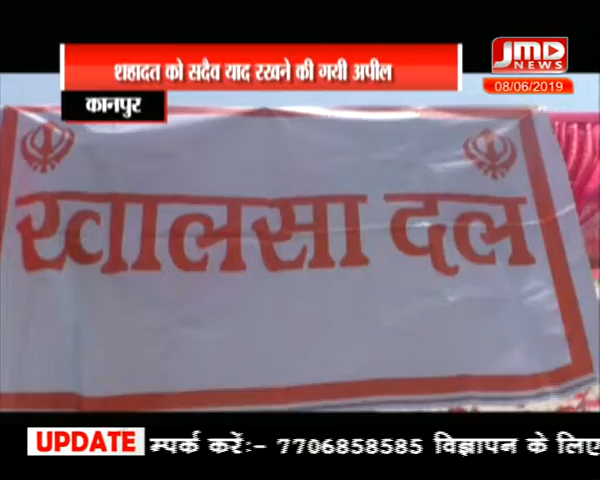 शहादत को सदैव याद रखने की गयी अपील
कानपुर
JMD
NEWS
08/06/2019
खालसा दल
UPDATE म्पर्क करें:- 7706858585 विज्ञापन के लिए